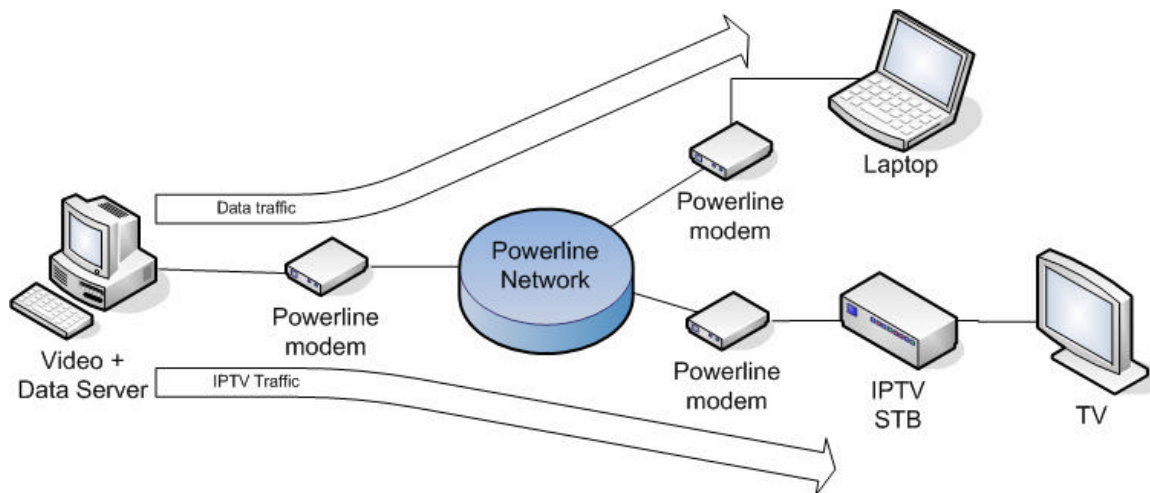 Laptop
Data traffic
Powerline
modem
Powerline
Network
Powerline
modem
Video +
Data Server
IPTV Traffic
Powerline
modem
IPTV
STB
TV